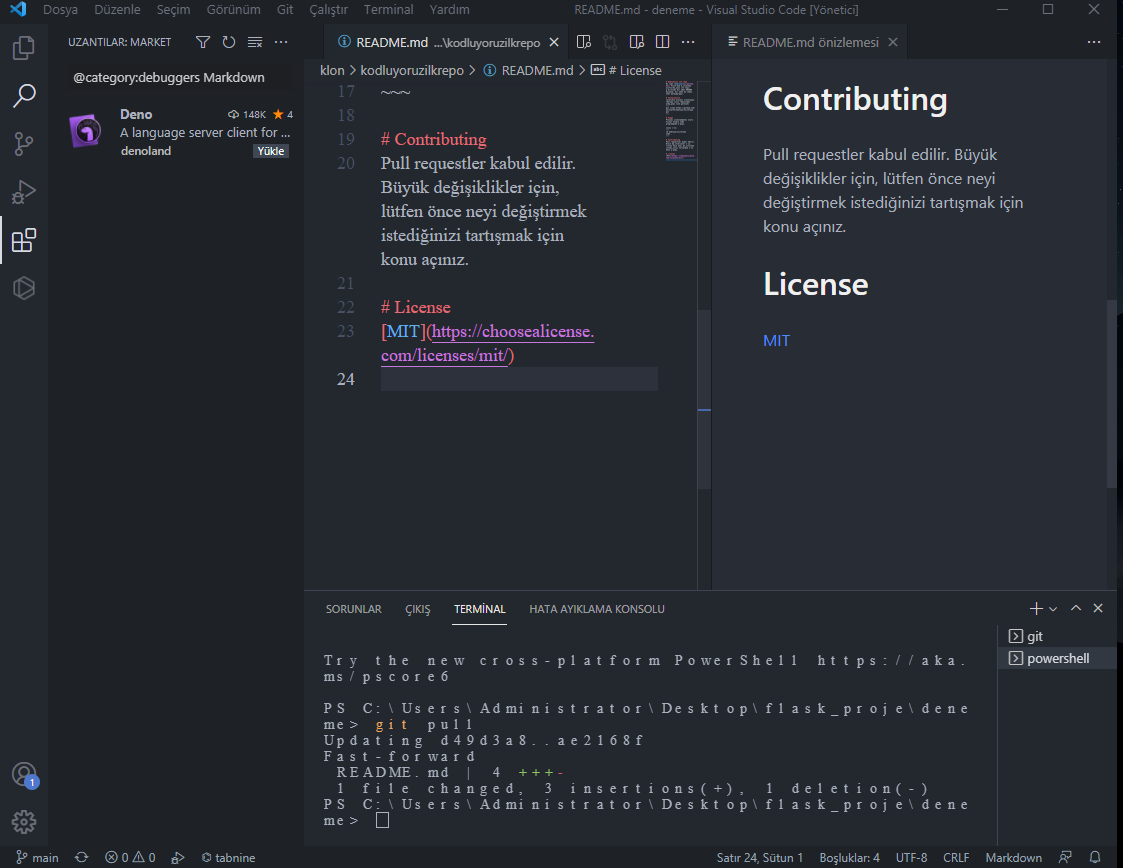 Dosya Düzenle Seçim Görünüm Git Çalıştır Terminal Yardım README.md - deneme - Visual Studio Code [Yönetici]
UZANTILAR: MARKET
@category:debuggers Markdown
Deno 148K 4
A language server client for ...
denoland Yükle
README.md ...\kodluyoruzilkrepo
klon > kodluyoruzilkrepo > README.md > # License
17 ~~~
18
19 # Contributing
20 Pull requestler kabul edilir.
Büyük değişiklikler için,
lütfen önce neyi değiştirmek
istediğinizi tartışmak için
konu açınız.
21
22 # License
23 [MIT](https://choosealicense.
com/licenses/mit/)
24
README.md önizlemesi
Contributing
Pull requestler kabul edilir. Büyük
değişiklikler için, lütfen önce neyi
değiştirmek istediğinizi tartışmak için
konu açınız.
License
MIT
SORUNLAR ÇIKIŞ TERMİNAL HATA AYIKLAMA KONSOLU
Try the new cross-platform PowerShell https://aka.
ms/pscore6
PS C:\Users\Administrator\Desktop\flask_proje\dene
me> git pull
Updating d49d3a8..ae2168f
Fast-forward
README.md | 4 +++-
1 file changed, 3 insertions(+), 1 deletion(-)
PS C:\Users\Administrator\Desktop\flask_proje\dene
me>
git
powershell
1
main 0 0 tabnine Satır 24, Sütun 1 Boşluklar: 4 UTF-8 CRLF Markdown